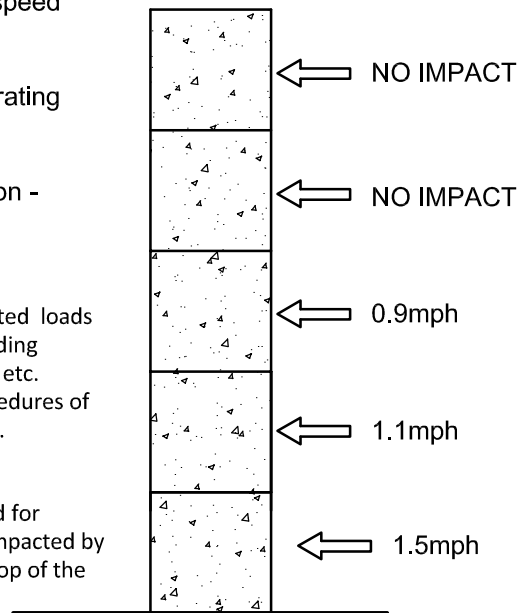 speed
rating
on -
ted loads
ding
etc.
edures of
.
d for
mpacted by
op of the
NO IMPACT
NO IMPACT
0.9mph
1.1mph
1.5mph